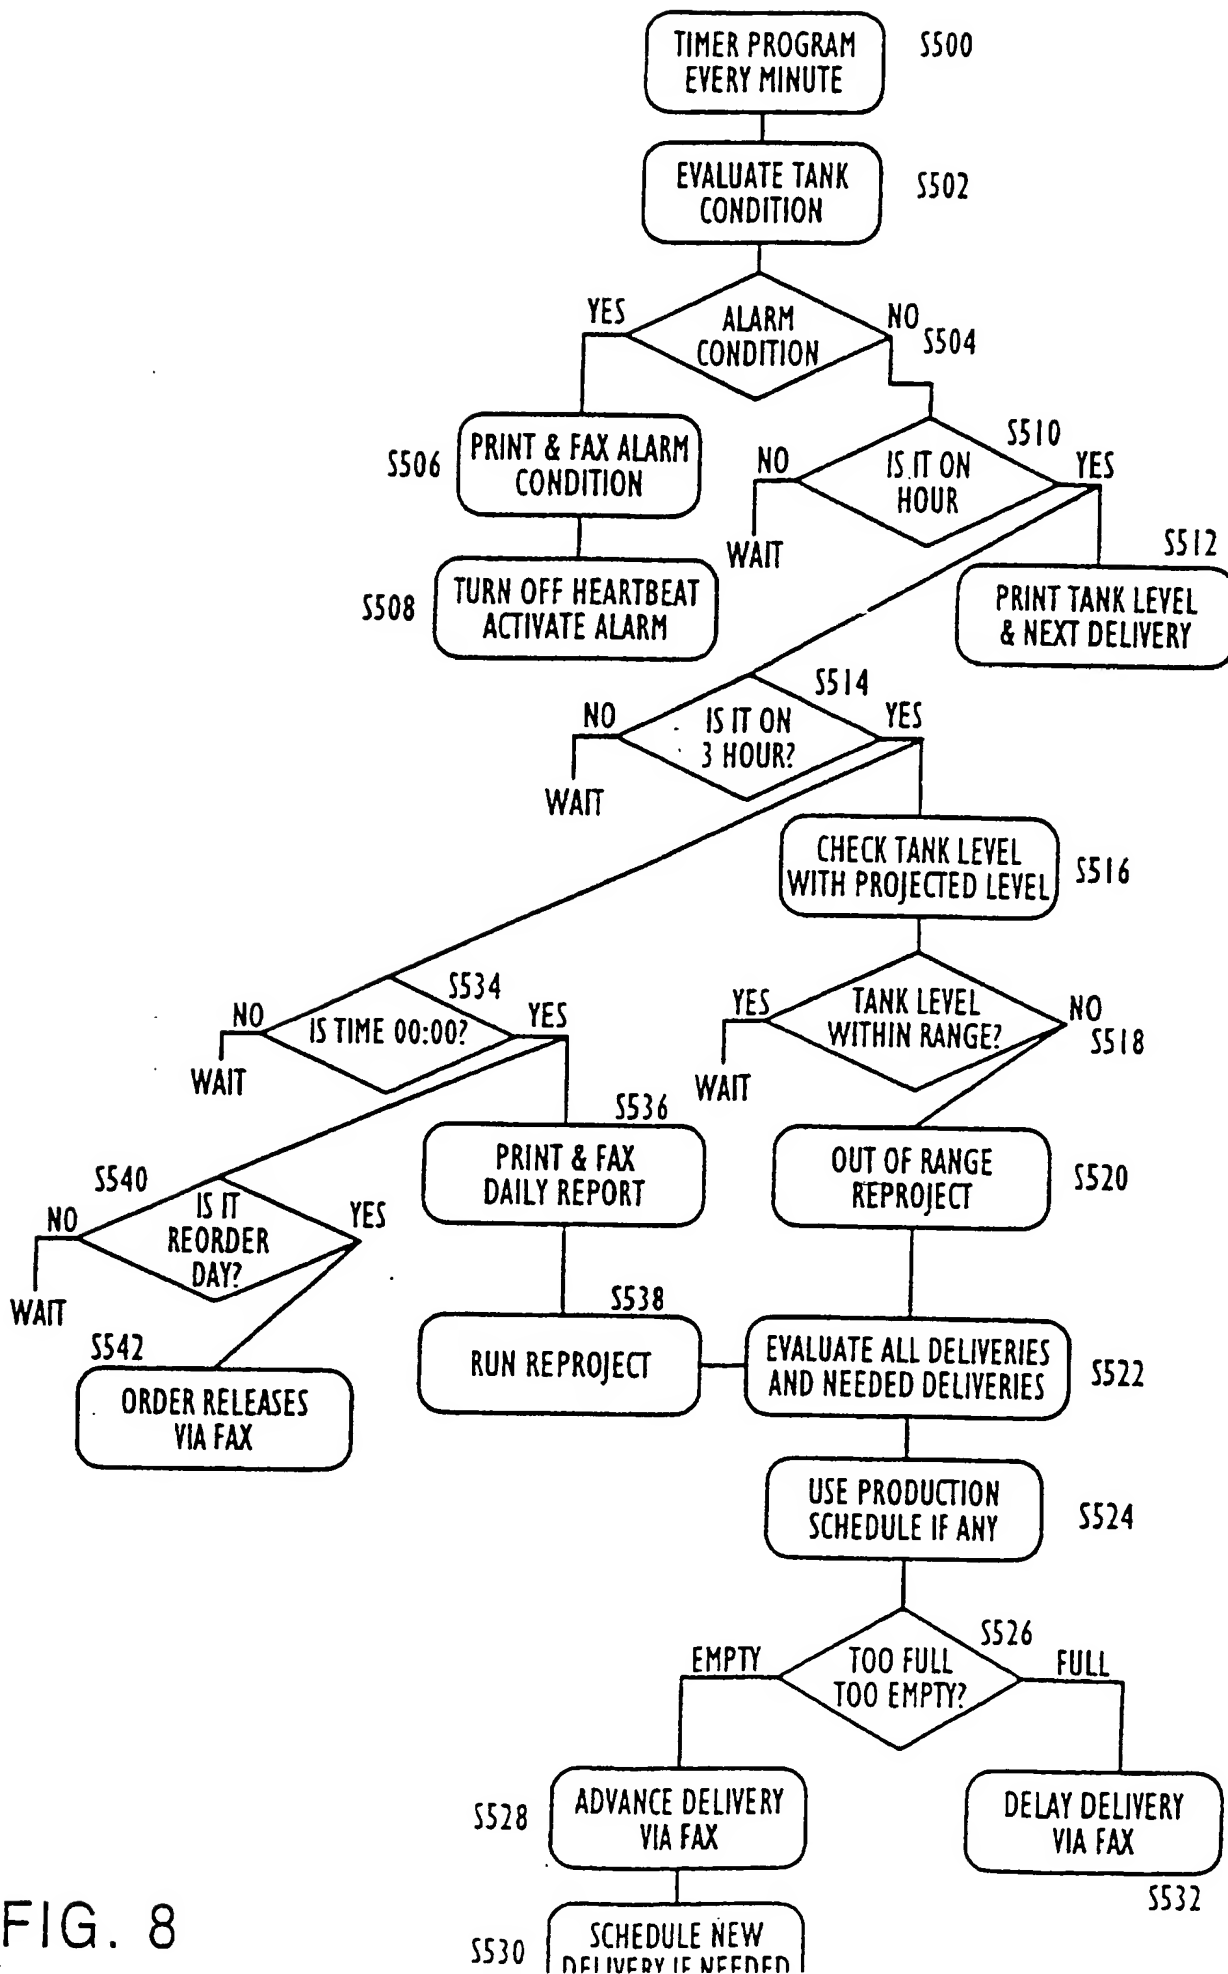 TIMER PROGRAM
EVERY MINUTE
S500
EVALUATE TANK
CONDITION
S502
YES
ALARM
CONDITION
NO
S504
S506
PRINT & FAX ALARM
CONDITION
S508
TURN OFF HEARTBEAT
ACTIVATE ALARM
S510
NO
IS IT ON
HOUR
YES
WAIT
S512
PRINT TANK LEVEL
& NEXT DELIVERY
S514
NO
IS IT ON
3 HOUR?
YES
WAIT
CHECK TANK LEVEL
WITH PROJECTED LEVEL
S516
YES
TANK LEVEL
WITHIN RANGE?
NO
S518
WAIT
S534
NO
IS TIME 00:00?
YES
WAIT
S536
PRINT & FAX
DAILY REPORT
OUT OF RANGE
REPROJECT
S520
S540
NO
IS IT
REORDER
DAY?
YES
WAIT
S542
ORDER RELEASES
VIA FAX
S538
RUN REPROJECT
EVALUATE ALL DELIVERIES
AND NEEDED DELIVERIES
S522
USE PRODUCTION
SCHEDULE IF ANY
S524
S526
EMPTY
TOO FULL
TOO EMPTY?
FULL
S528
ADVANCE DELIVERY
VIA FAX
DELAY DELIVERY
VIA FAX
S532
S530
SCHEDULE NEW
DELIVERY IF NEEDED
FIG. 8